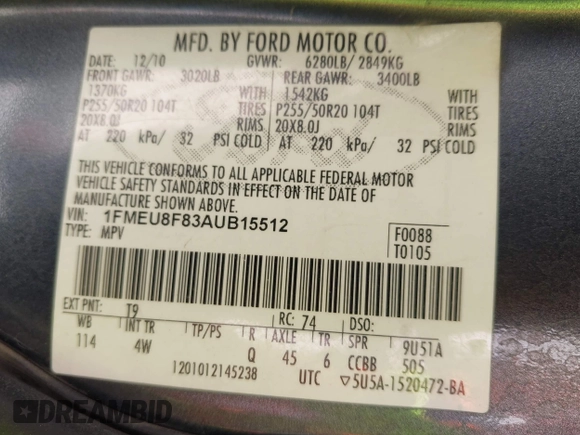 MFD. BY FORD MOTOR CO.
12/10 GVWR: 6280LB/ 2849KG
FRONT GAWR: 3020LB REAR GAWR: 3400LB
1370KG 1542KG
P255/50R20 104T TIRES P255/50R20 104T TIRES
20X8.0J RIMS 20X8.0J RIMS
AT 220 kPa/ 32 PSI COLD AT 220 kPa/ 32 PSI COLD
THIS VEHICLE CONFORMS TO ALL APPLICABLE FEDERAL MOTOR
VEHICLE SAFETY STANDARDS IN EFFECT ON THE DATE OF
MANUFACTURE SHOWN ABOVE.
VIN: 1FMEU8F83AUB15512
TYPE: MPV
F0088
T0105
EXT PNT: T9 RC: 74 DSO:
WB INT TR TP/PS R AXLE TR SPR 9U51A
114 4W Q 45 6 CCBB 505
1201012145238 UTC ▽5U5A-1520472-BA
DREAMBID